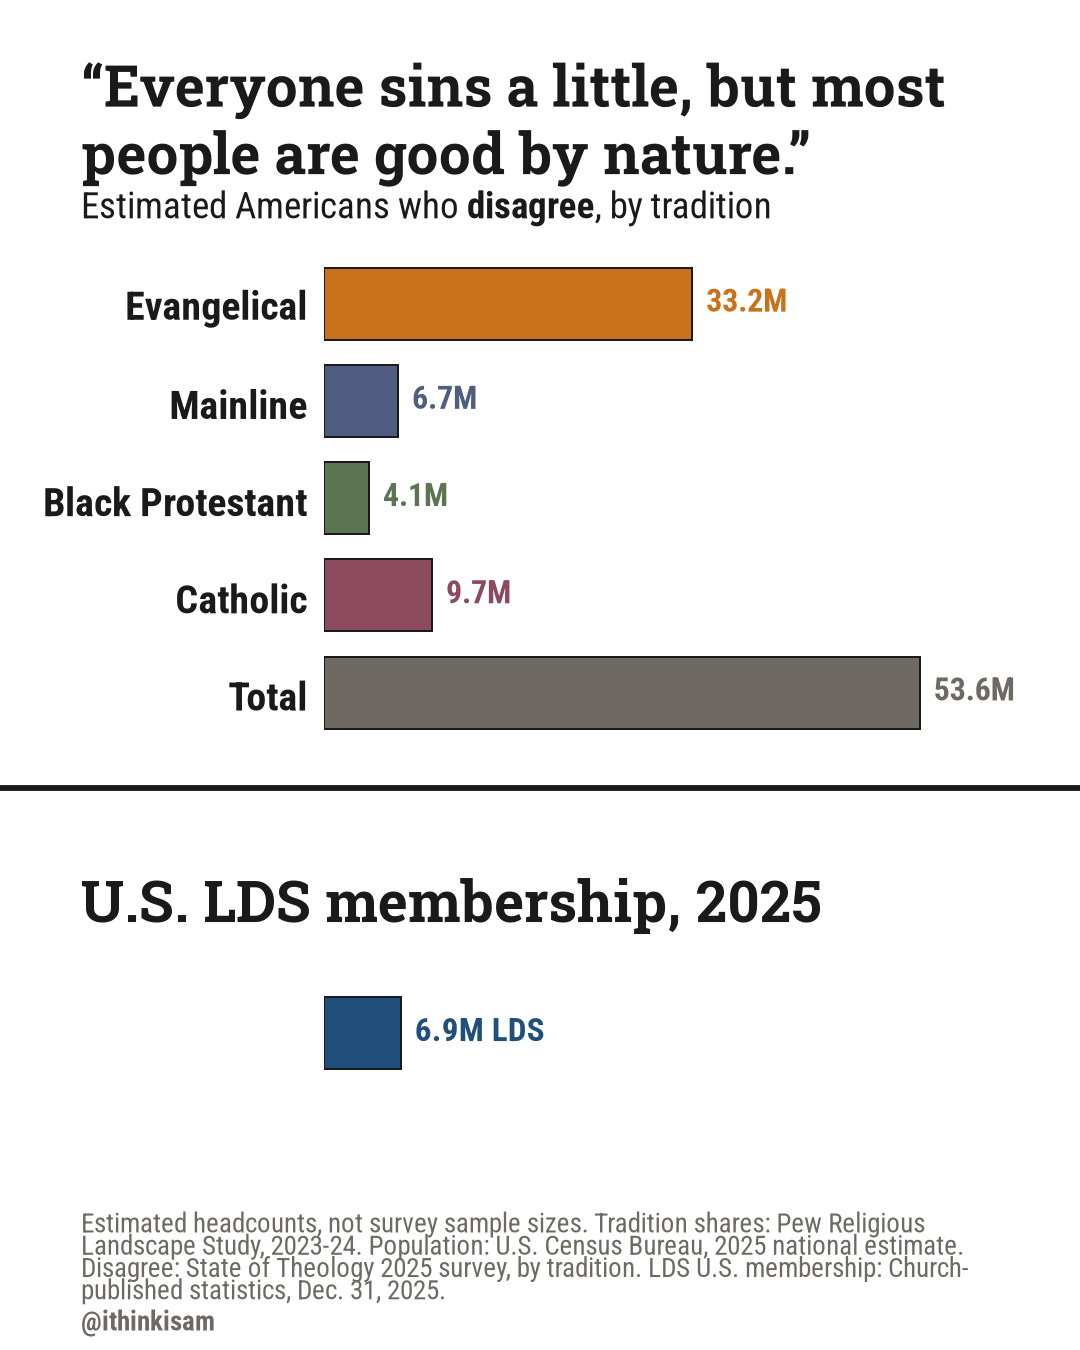 “Everyone sins a little, but most
people are good by nature.”
Estimated Americans who disagree, by tradition
Evangelical 33.2M
Mainline 6.7M
Black Protestant 4.1M
Catholic 9.7M
Total 53.6M
U.S. LDS membership, 2025
6.9M LDS
Estimated headcounts, not survey sample sizes. Tradition shares: Pew Religious
Landscape Study, 2023-24. Population: U.S. Census Bureau, 2025 national estimate.
Disagree: State of Theology 2025 survey, by tradition. LDS U.S. membership: Church-
published statistics, Dec. 31, 2025.
@ithinkisam